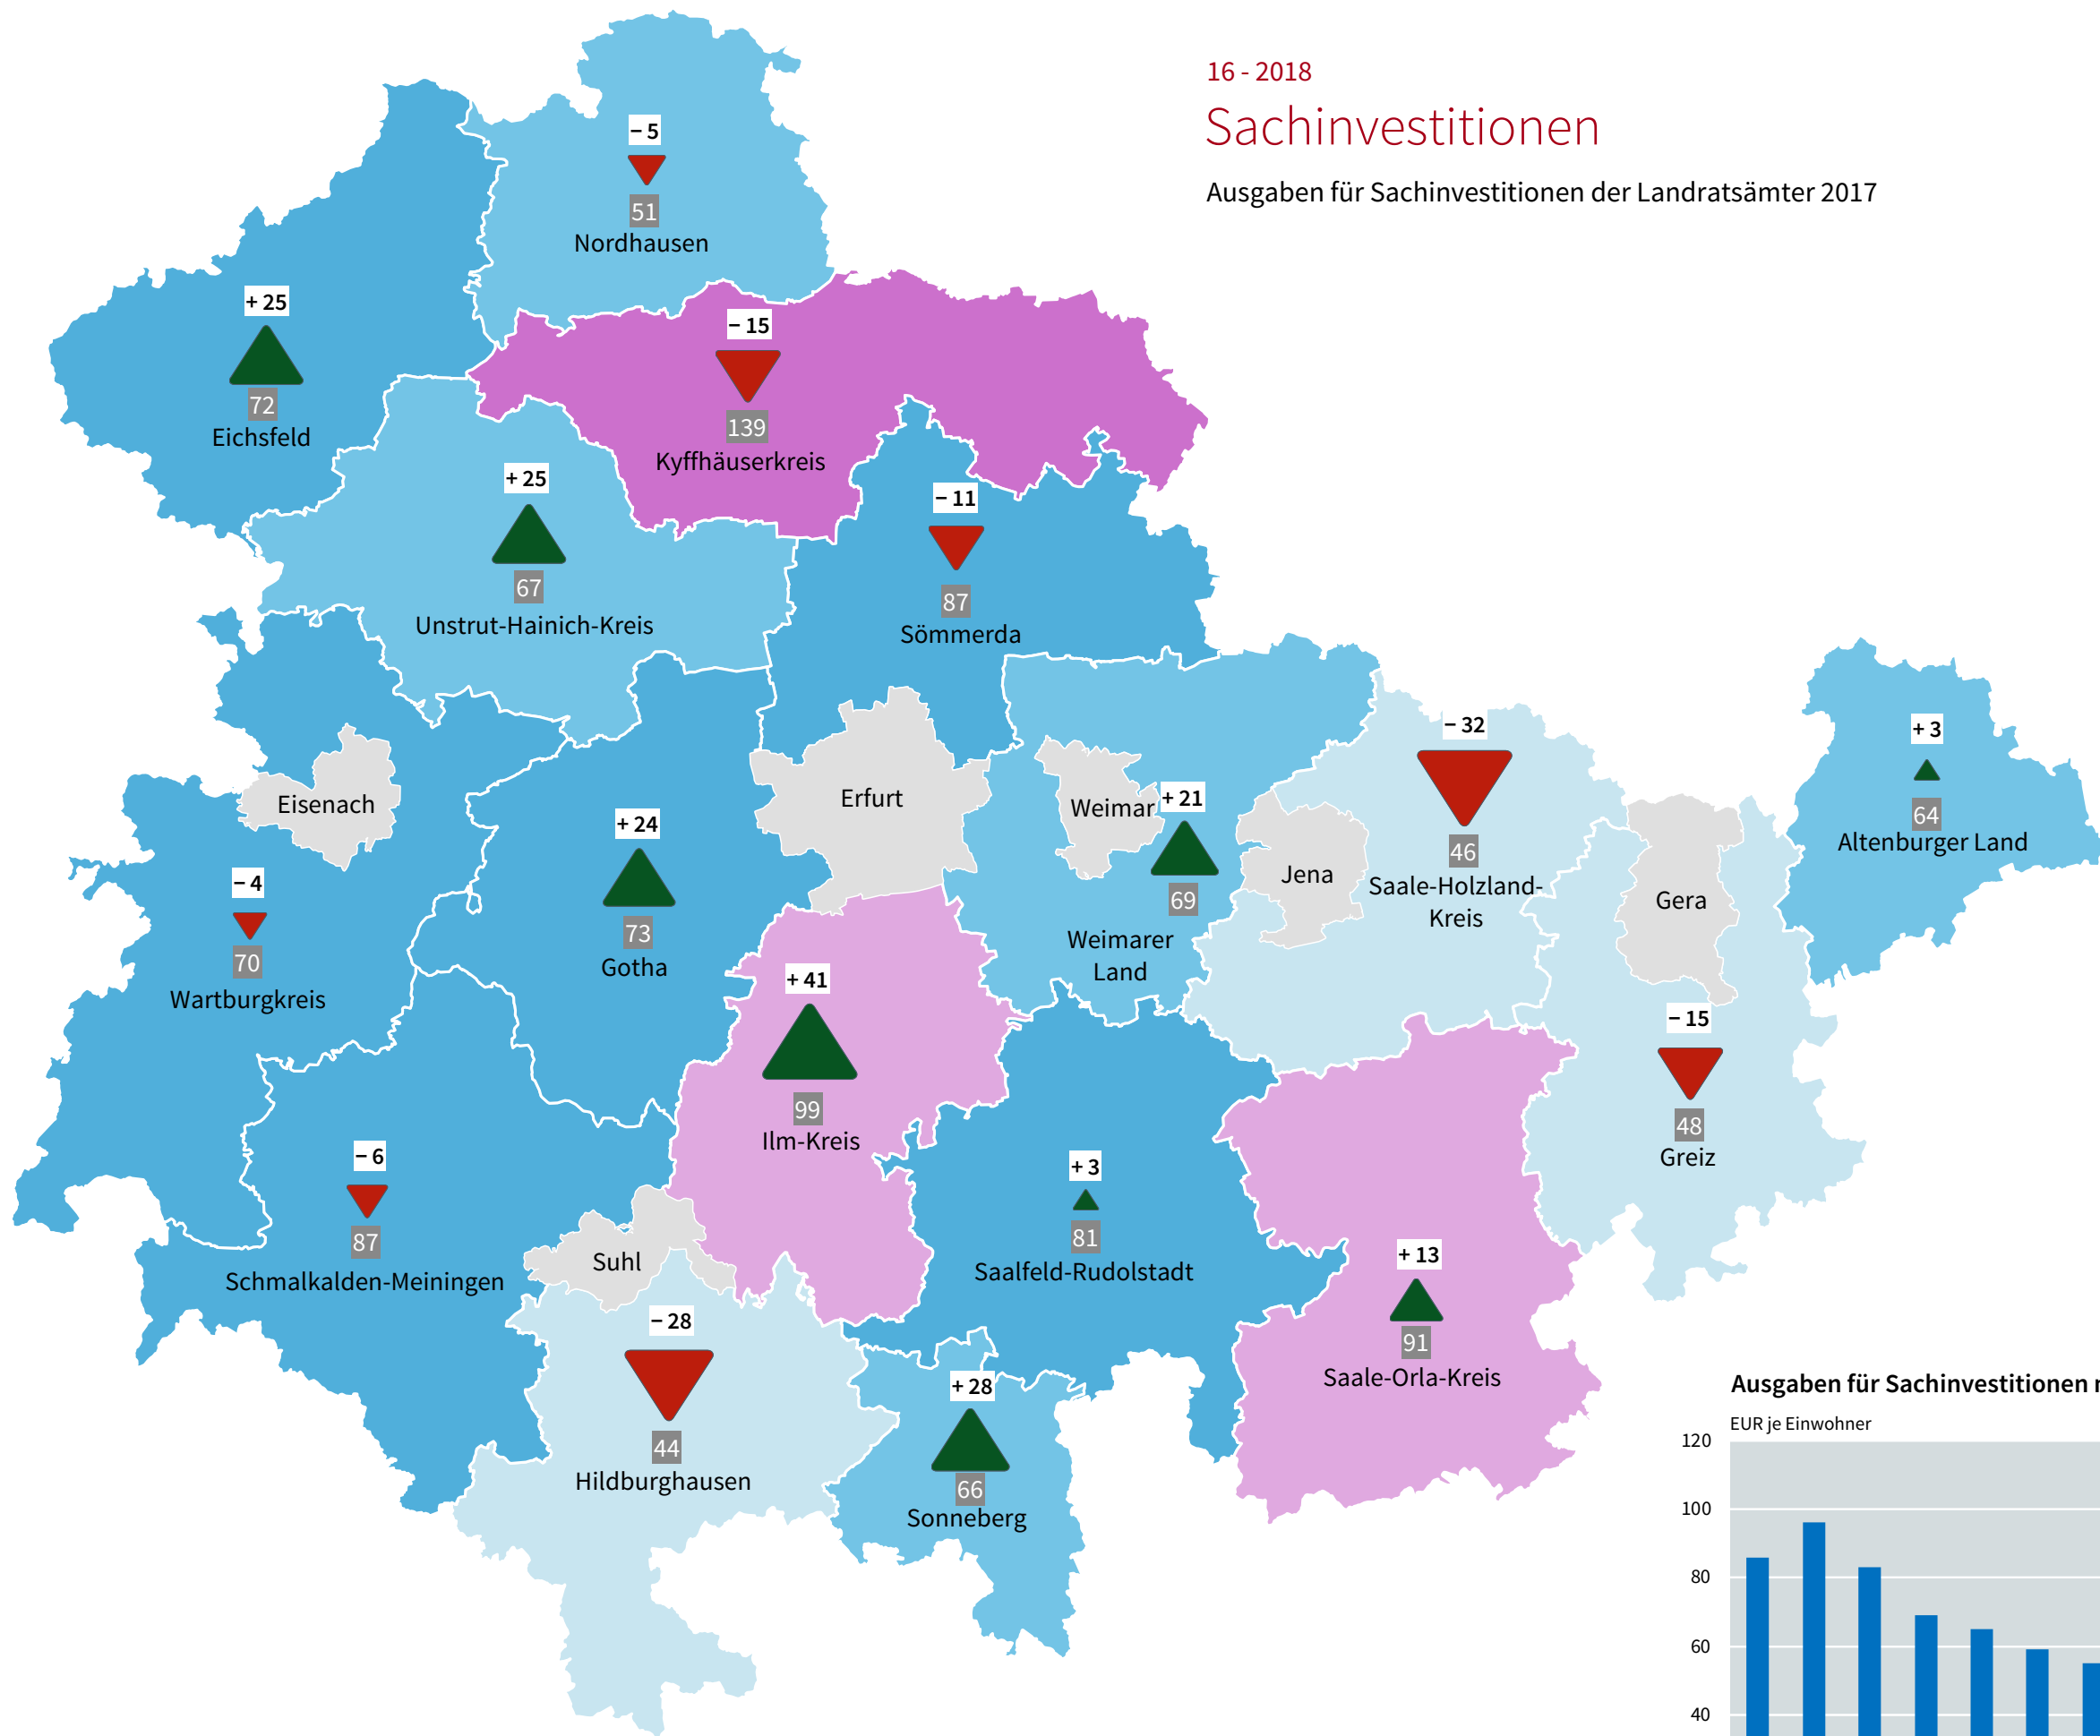 16 - 2018
Sachinvestitionen
Ausgaben für Sachinvestitionen der Landratsämter 2017
− 5
51
Nordhausen
+ 25
72
Eichsfeld
− 15
139
Kyffhäuserkreis
+ 25
67
Unstrut-Hainich-Kreis
− 11
87
Sömmerda
Eisenach
− 4
70
Wartburgkreis
+ 24
73
Gotha
Erfurt
Weimar
+ 21
69
Weimarer
Land
Jena
− 32
46
Saale-Holzland-
Kreis
Gera
− 15
48
Greiz
+ 3
64
Altenburger Land
+ 41
99
Ilm-Kreis
− 6
87
Schmalkalden-Meiningen
Suhl
− 28
44
Hildburghausen
+ 3
81
Saalfeld-Rudolstadt
+ 28
66
Sonneberg
+ 13
91
Saale-Orla-Kreis
Ausgaben für Sachinvestitionen
EUR je Einwohner
120
100
80
60
40